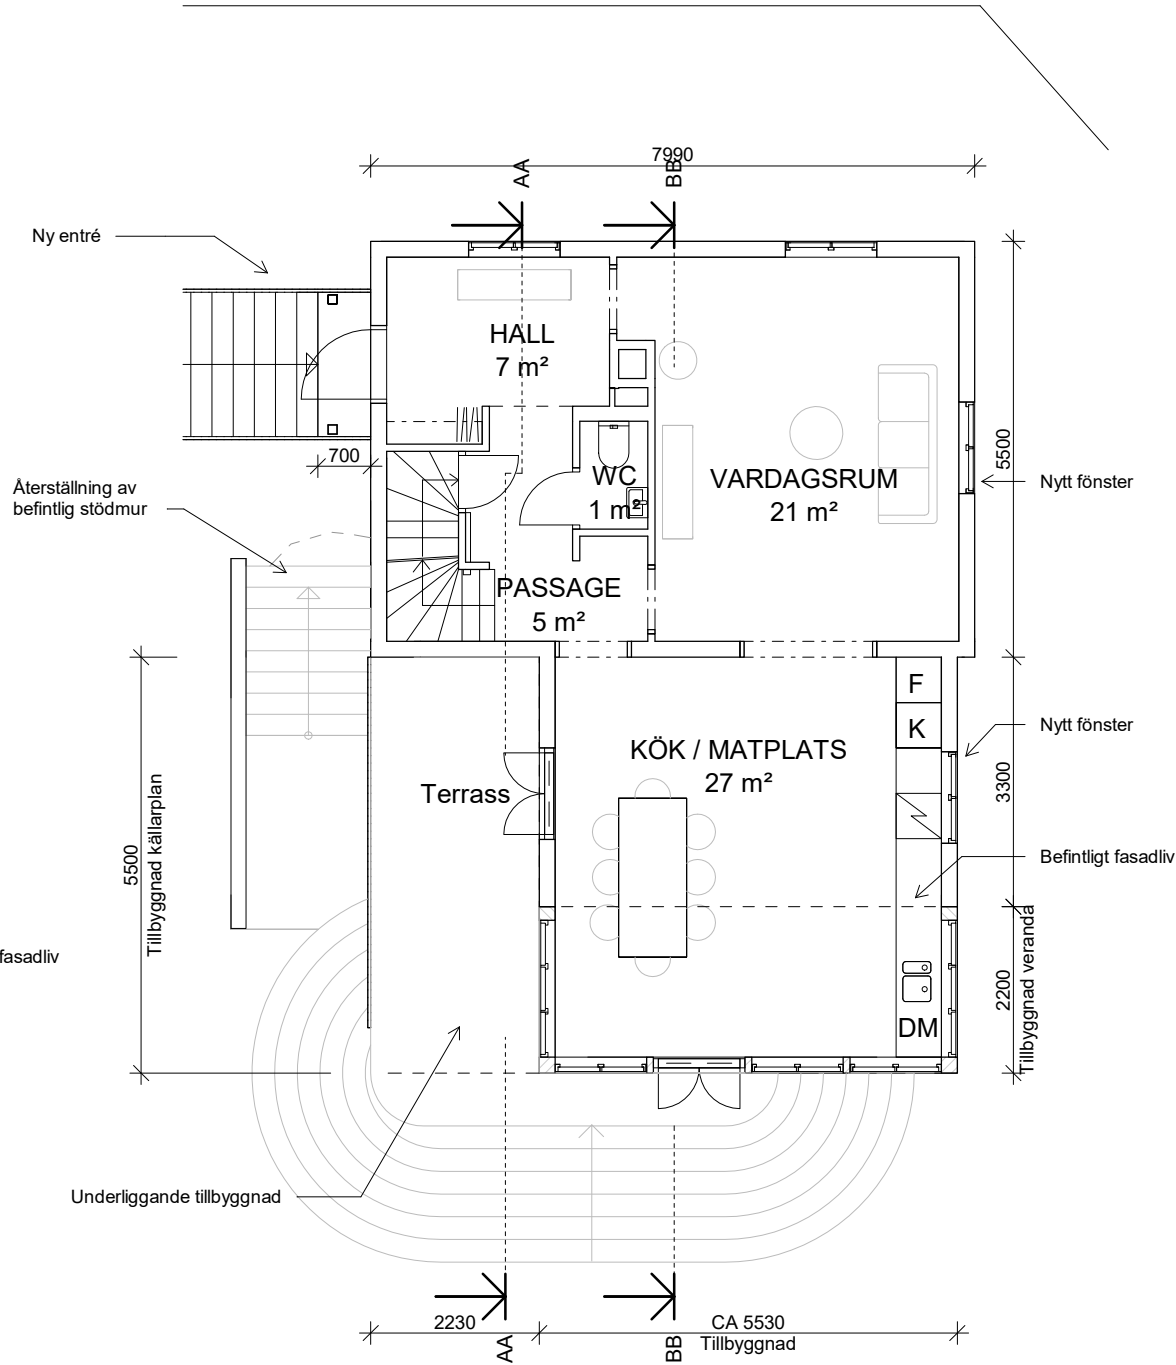 7990
AA
BB
Ny entré
HALL
7 m²
700
5500
Återställning av
befintlig stödmur
WC
1 m²
VARDAGSRUM
21 m²
Nytt fönster
PASSAGE
5 m²
F
K
KÖK / MATPLATS
27 m²
Terrass
Nytt fönster
3300
5500
Tillbyggnad källarplan
Befintligt fasadliv
fasadliv
2200
Tillbyggnad veranda
DM
Underliggande tillbyggnad
2230
CA 5530
Tillbyggnad
AA
BB